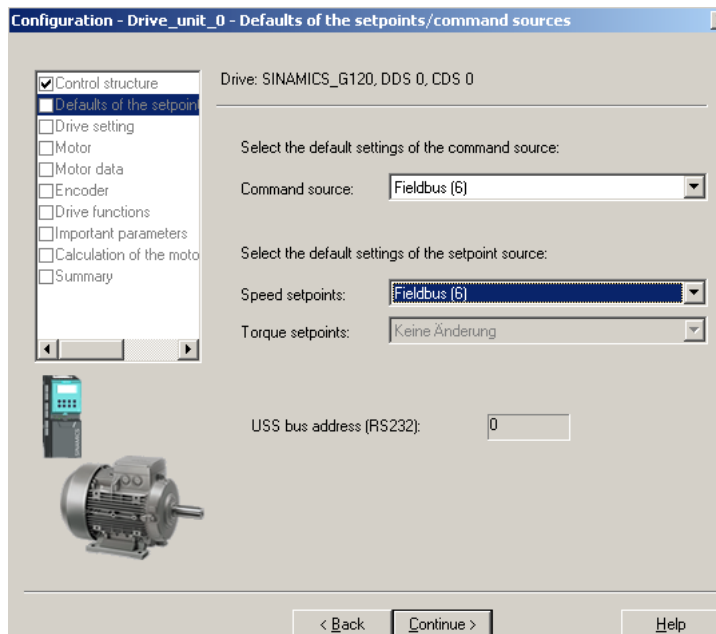 Configuration - Drive_unit_0 - Defaults of the setpoints/command sources
Control structure
Defaults of the setpoint
Drive setting
Motor
Motor data
Encoder
Drive functions
Important parameters
Calculation of the moto
Summary
Drive: SINAMICS_G120, DDS 0, CDS 0
Select the default settings of the command source:
Command source: Fieldbus (6)
Select the default settings of the setpoint source:
Speed setpoints: Fieldbus (6)
Torque setpoints: Keine Änderung
USS bus address (RS232): 0
SINAMICS
< Back Continue > Help